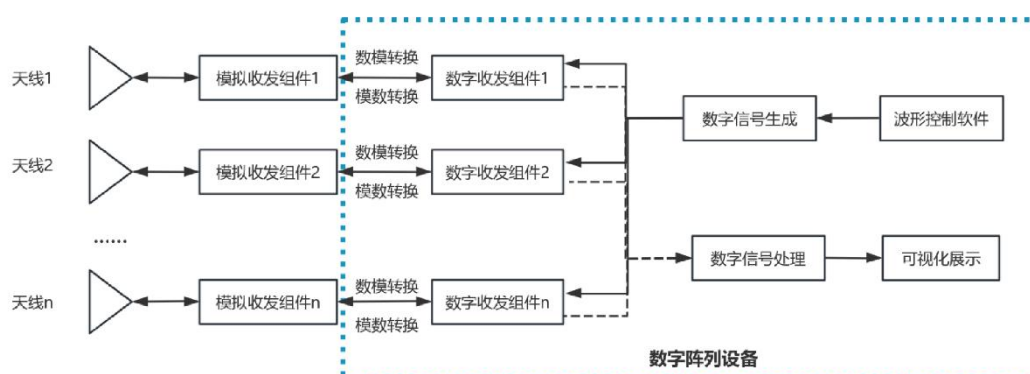 天线1
模拟收发组件1
数模转换
模数转换
数字收发组件1
数字信号生成
波形控制软件
天线2
模拟收发组件2
数模转换
模数转换
数字收发组件2
……
数字信号处理
可视化展示
天线n
模拟收发组件n
数模转换
模数转换
数字收发组件n
数字阵列设备